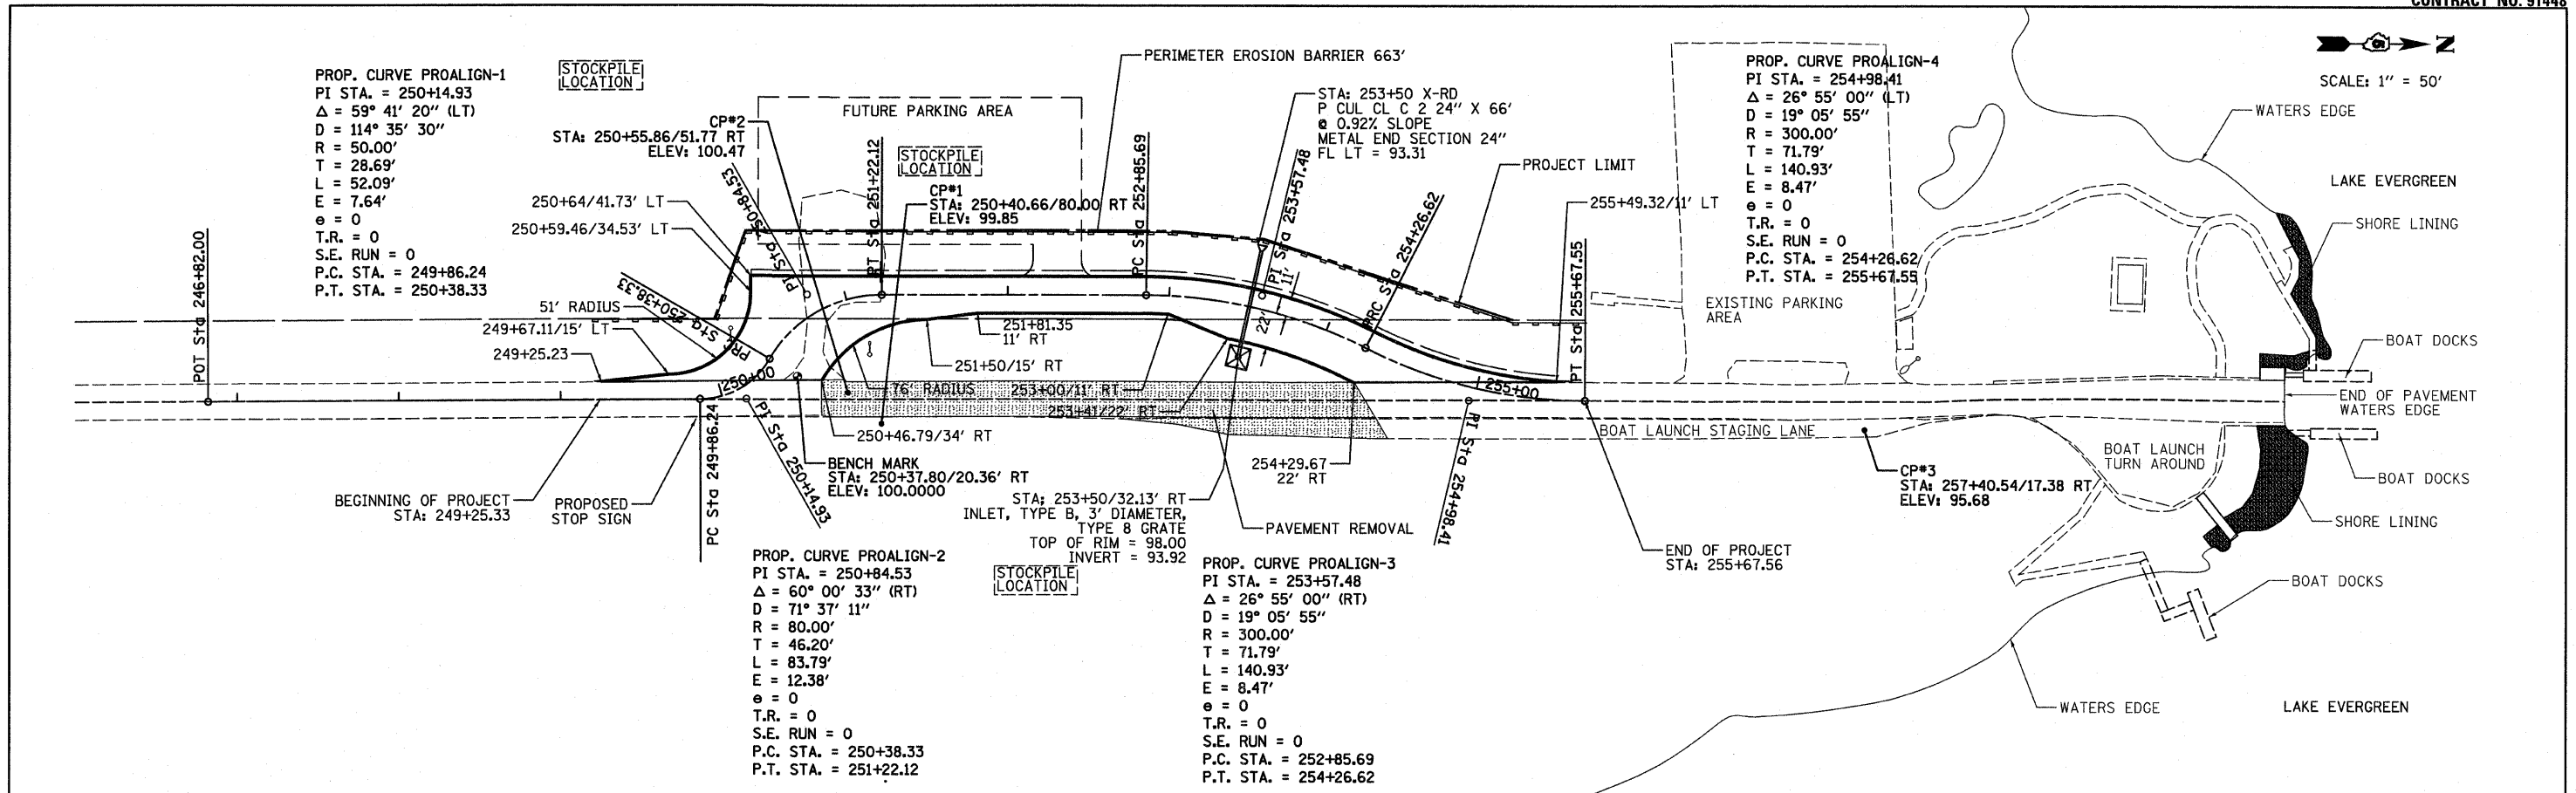 CONTRACT NO. 91448
PROP. CURVE PROALIGN-1
PI STA. = 250+14.93
Δ = 59° 41' 20" (LT)
D = 114° 35' 30"
R = 50.00'
T = 28.69'
L = 52.09'
E = 7.64'
e = 0
T.R. = 0
S.E. RUN = 0
P.C. STA. = 249+86.24
P.T. STA. = 250+38.33
STOCKPILE
LOCATION
PERIMETER EROSION BARRIER 663'
FUTURE PARKING AREA
CP#2
STA: 250+55.86/51.77 RT
ELEV: 100.47
STOCKPILE
LOCATION
CP#1
STA: 250+40.66/80.00 RT
ELEV: 99.85
STA: 253+50 X-RD
P CUL CL C 2 24" X 66'
@ 0.92% SLOPE
METAL END SECTION 24"
FL LT = 93.31
PROJECT LIMIT
PROP. CURVE PROALIGN-4
PI STA. = 254+98.41
Δ = 26° 55' 00" (LT)
D = 19° 05' 55"
R = 300.00'
T = 71.79'
L = 140.93'
E = 8.47'
e = 0
T.R. = 0
S.E. RUN = 0
P.C. STA. = 254+26.62
P.T. STA. = 255+67.55
N
SCALE: 1" = 50'
WATERS EDGE
LAKE EVERGREEN
SHORE LINING
250+64/41.73' LT
250+59.46/34.53' LT
51' RADIUS
249+67.11/15' LT
249+25.23
POT Sta 246+82.00
PRC Sta 250+38.33
PI Sta 250+84.53
PT Sta 251+22.12
PC Sta 252+85.69
PI Sta 253+57.48
PRC Sta 254+26.62
255+49.32/11' LT
PT Sta 255+67.55
11'
22'
251+81.35
11' RT
251+50/15' RT
76' RADIUS
253+00/11' RT
253+41/22' RT
250+00
255+00
EXISTING PARKING
AREA
BOAT DOCKS
END OF PAVEMENT
WATERS EDGE
BOAT LAUNCH STAGING LANE
BOAT LAUNCH
TURN AROUND
BOAT DOCKS
SHORE LINING
BOAT DOCKS
250+46.79/34' RT
BENCH MARK
STA: 250+37.80/20.36' RT
ELEV: 100.0000
BEGINNING OF PROJECT
STA: 249+25.33
PROPOSED
STOP SIGN
PC Sta 249+86.24
PI Sta 250+14.93
254+29.67
22' RT
PI Sta 254+98.41
STA: 253+50/32.13' RT
INLET, TYPE B, 3' DIAMETER,
TYPE 8 GRATE
TOP OF RIM = 98.00
INVERT = 93.92
PAVEMENT REMOVAL
CP#3
STA: 257+40.54/17.38 RT
ELEV: 95.68
END OF PROJECT
STA: 255+67.56
STOCKPILE
LOCATION
PROP. CURVE PROALIGN-2
PI STA. = 250+84.53
Δ = 60° 00' 33" (RT)
D = 71° 37' 11"
R = 80.00'
T = 46.20'
L = 83.79'
E = 12.38'
e = 0
T.R. = 0
S.E. RUN = 0
P.C. STA. = 250+38.33
P.T. STA. = 251+22.12
PROP. CURVE PROALIGN-3
PI STA. = 253+57.48
Δ = 26° 55' 00" (RT)
D = 19° 05' 55"
R = 300.00'
T = 71.79'
L = 140.93'
E = 8.47'
e = 0
T.R. = 0
S.E. RUN = 0
P.C. STA. = 252+85.69
P.T. STA. = 254+26.62
WATERS EDGE
LAKE EVERGREEN